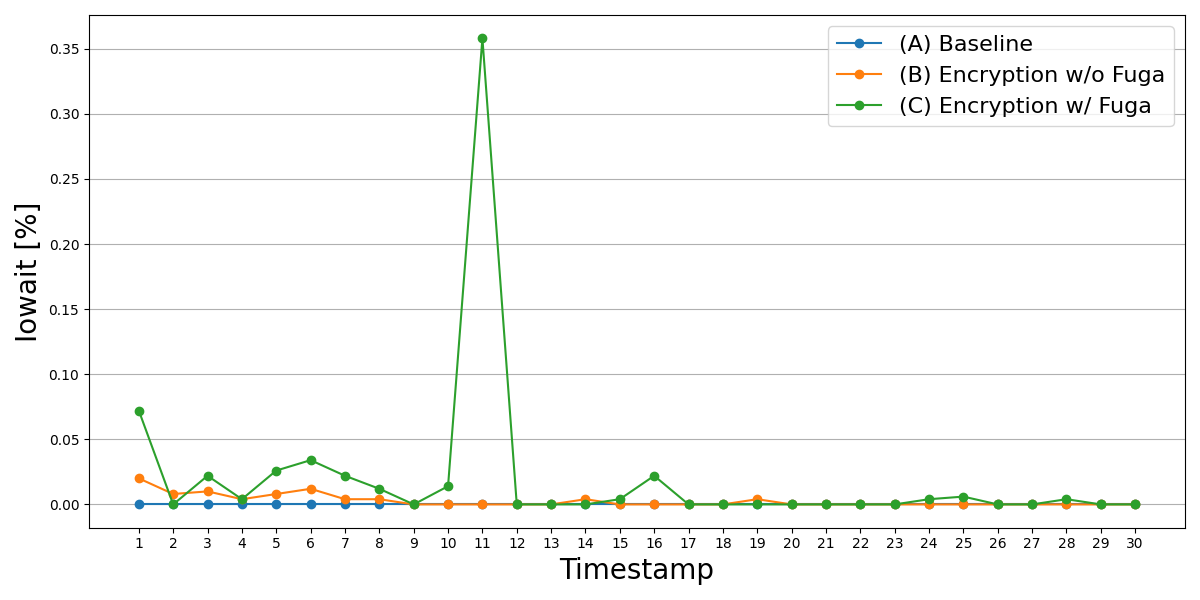 (A) Baseline
(B) Encryption w/o Fuga
(C) Encryption w/ Fuga
Iowait [%]
0.35
0.30
0.25
0.20
0.15
0.10
0.05
0.00
1 2 3 4 5 6 7 8 9 10 11 12 13 14 15 16 17 18 19 20 21 22 23 24 25 26 27 28 29 30
Timestamp